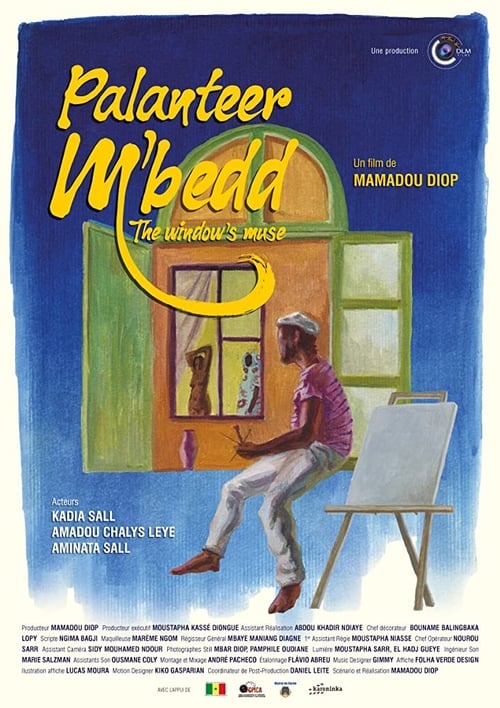 Une production
DLM
Palanteer
M'bedd
The window's muse
Un film de
MAMADOU DIOP
Acteurs
KADIA SALL
AMADOU CHALYS LEYE
AMINATA SALL
Producteur MAMADOU DIOP Producteur exécutif MOUSTAPHA KASSÉ DIONGUE Assistant Réalisation ABDOU KHADIR NDIAYE Chef décorateur BOUNAME BALINGBAKA
LOPY Scripte NGIMA BAGJI Maquilleuse MARÈME NGOM Régisseur Général MBAYE MANIANG DIAGNE 1er Assistant Régie MOUSTAPHA NIASSE Chef Opérateur NOUROU
SARR Assistant Caméra SIDY MOUHAMED NDOUR Photographes Still MBAR DIOP, PAMPHILE OUDIANE Lumière MOUSTAPHA SARR, EL HADJ GUEYE Ingénieur Son
MARIE SALZMAN Assistants Son OUSMANE COLY Montage et Mixage ANDRÉ PACHECO Étalonnage FLÁVIO ABREU Music Designer GIMMY Affiche FOLHA VERDE DESIGN
Illustration affiche LUCAS MOURA Motion Designer KIKO GASPARIAN Coordinateur de Post-Production DANIEL LEITE Scénario et Réalisation MAMADOU DIOP
AVEC L'APPUI DE
kaninka